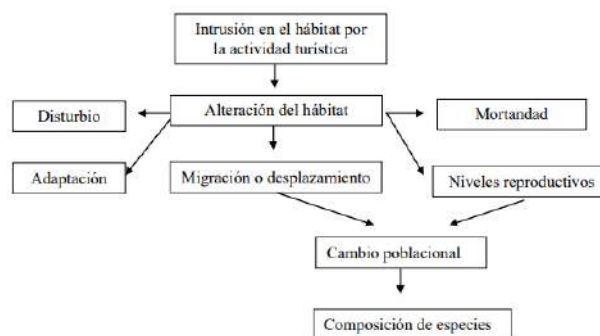 Intrusión en el hábitat por
la actividad turística
Disturbio
Alteración del hábitat
Mortandad
Adaptación
Migración o desplazamiento
Niveles reproductivos
Cambio poblacional
Composición de especies